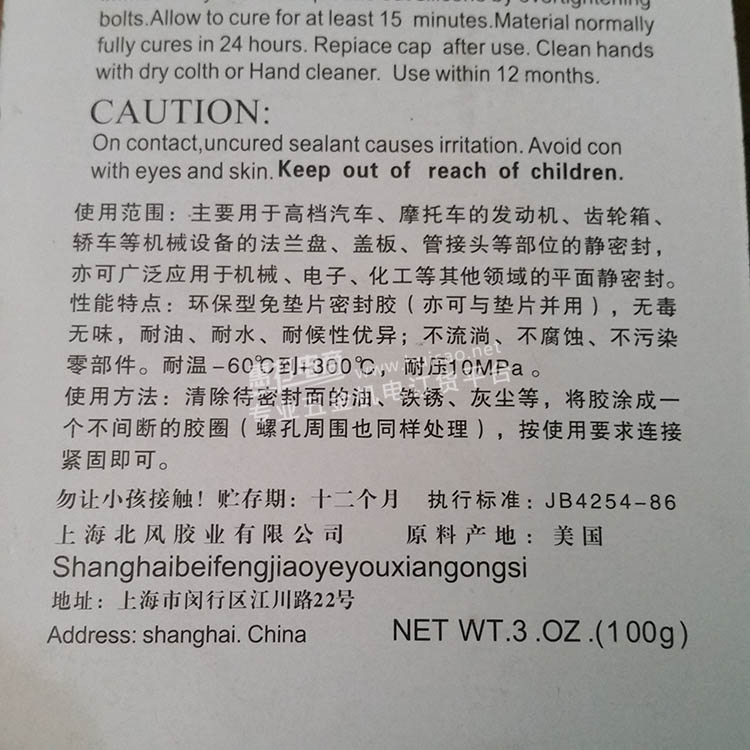 by overtightening
bolts.Allow to cure for at least 15 minutes.Material normally
fully cures in 24 hours. Replace cap after use. Clean hands
with dry colth or Hand cleaner. Use within 12 months.
CAUTION:
On contact,uncured sealant causes irritation. Avoid con
with eyes and skin. Keep out of reach of children.
使用范围：主要用于高档汽车、摩托车的发动机、齿轮箱、
轿车等机械设备的法兰盘、盖板、管接头等部位的静密封，
亦可广泛应用于机械、电子、化工等其他领域的平面静密封。
性能特点：环保型免垫片密封胶（亦可与垫片并用），无毒
无味，耐油、耐水、耐候性优异；不流淌、不腐蚀、不污染
零部件。耐温-60℃到+300℃，耐压10MPa。
使用方法：清除待密封面的油、铁锈、灰尘等，将胶涂成一
个不间断的胶圈（螺孔周围也同样处理），按使用要求连接
紧固即可。
勿让小孩接触！贮存期：十二个月 执行标准：JB4254-86
上海北风胶业有限公司 原料产地：美国
Shanghaibeifengjiaoyeyouxiangongsi
地址：上海市闵行区江川路22号
Address: shanghai. China NET WT.3 .OZ .(100g)
专业五金机电订货平台